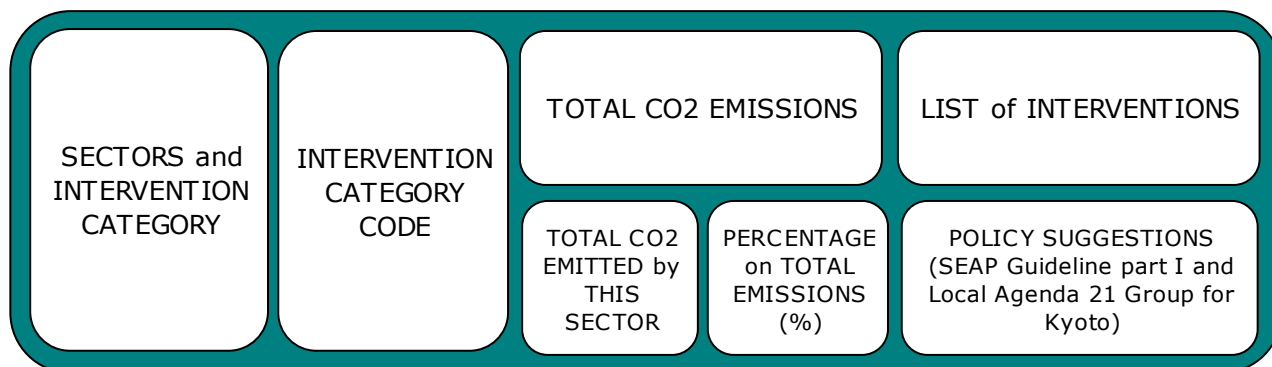 SECTORS and
INTERVENTION
CATEGORY
INTERVENTION
CATEGORY
CODE
TOTAL CO2 EMISSIONS
TOTAL CO2
EMITTED by
THIS
SECTOR
PERCENTAGE
on TOTAL
EMISSIONS
(%)
LIST of INTERVENTIONS
POLICY SUGGESTIONS
(SEAP Guideline part I and
Local Agenda 21 Group for
Kyoto)